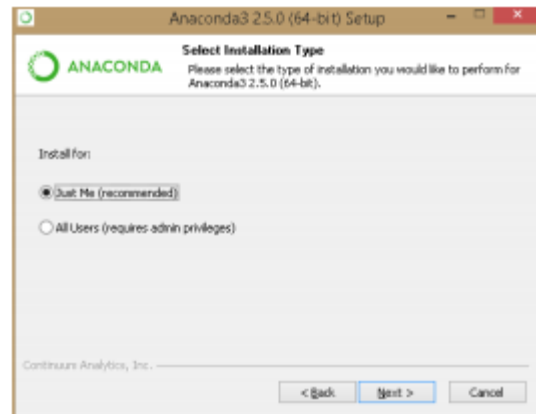 Anaconda3 2.5.0 (64-bit) Setup
ANACONDA
Select Installation Type
Please select the type of installation you would like to perform for
Anaconda3 2.5.0 (64-bit).
Install for:
Just Me (recommended)
All Users (requires admin privileges)
Continuum Analytics, Inc.
< Back
Next >
Cancel